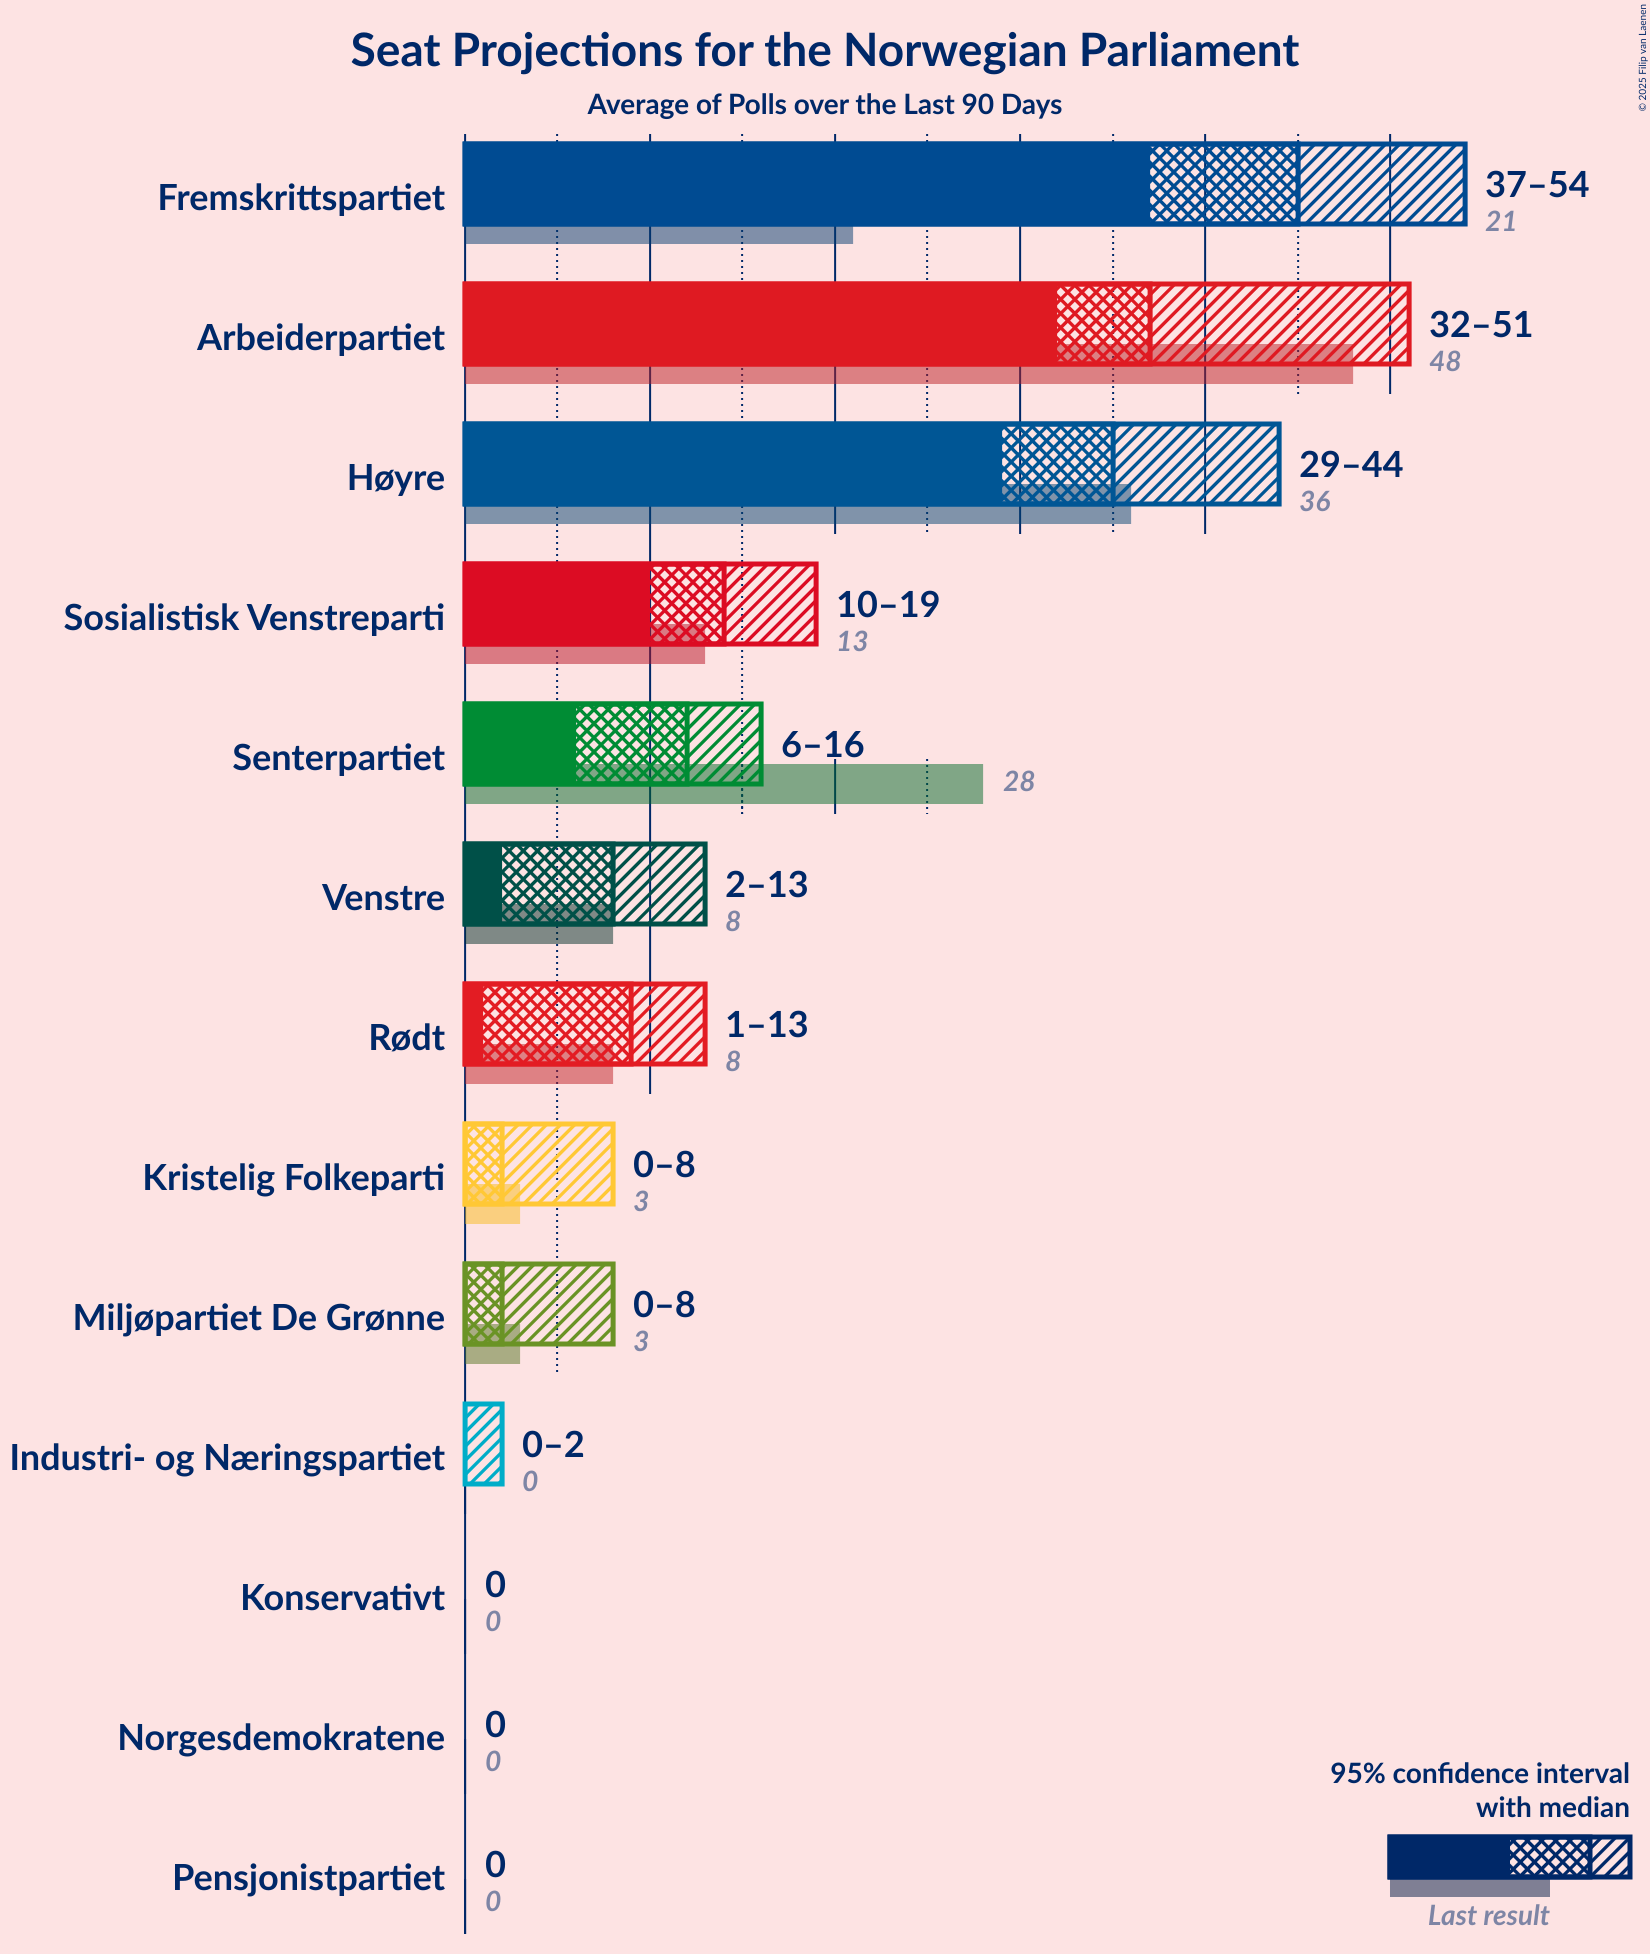 Seat Projections for the Norwegian Parliament
Average of Polls over the Last 90 Days
© 2025 Filip van Laenen
Fremskrittspartiet
37–54
21
Arbeiderpartiet
32–51
48
Høyre
29–44
36
Sosialistisk Venstreparti
10–19
13
Senterpartiet
6–16
28
Venstre
2–13
8
Rødt
1–13
8
Kristelig Folkeparti
0–8
3
Miljøpartiet De Grønne
0–8
3
Industri- og Næringspartiet
0–2
0
Konservativt
0
0
Norgesdemokratene
0
0
Pensjonistpartiet
0
0
95% confidence interval
with median
Last result